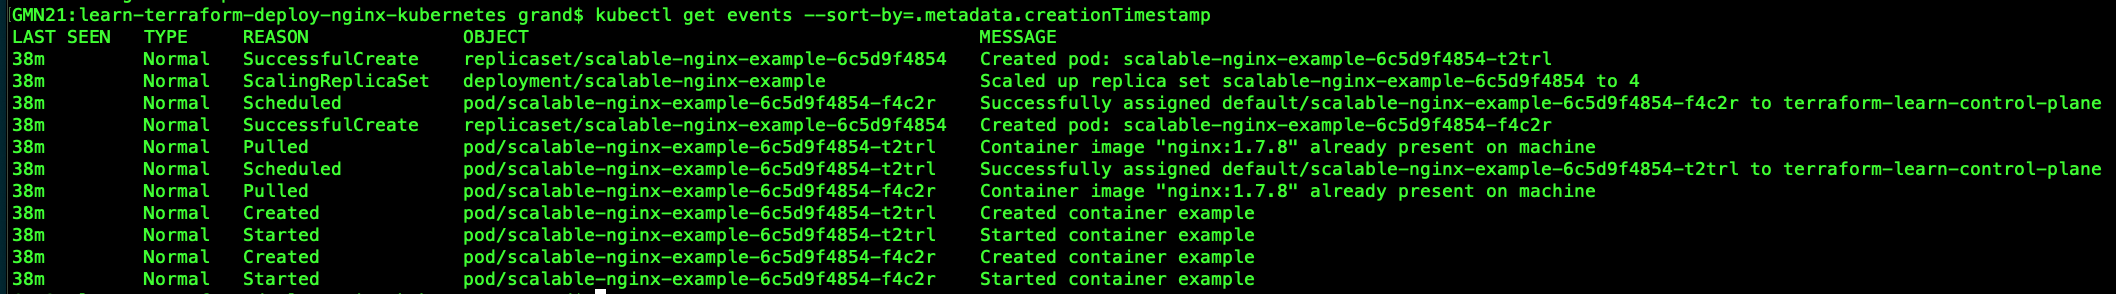 GMN21:learn-terraform-deploy-nginx-kubernetes grand$ kubectl get events --sort-by=.metadata.creationTimestamp
LAST SEEN   TYPE     REASON              OBJECT                                         MESSAGE
38m         Normal   SuccessfulCreate    replicaset/scalable-nginx-example-6c5d9f4854   Created pod: scalable-nginx-example-6c5d9f4854-t2trl
38m         Normal   ScalingReplicaSet   deployment/scalable-nginx-example              Scaled up replica set scalable-nginx-example-6c5d9f4854 to 4
38m         Normal   Scheduled           pod/scalable-nginx-example-6c5d9f4854-f4c2r    Successfully assigned default/scalable-nginx-example-6c5d9f4854-f4c2r to terraform-learn-control-plane
38m         Normal   SuccessfulCreate    replicaset/scalable-nginx-example-6c5d9f4854   Created pod: scalable-nginx-example-6c5d9f4854-f4c2r
38m         Normal   Pulled              pod/scalable-nginx-example-6c5d9f4854-t2trl    Container image "nginx:1.7.8" already present on machine
38m         Normal   Scheduled           pod/scalable-nginx-example-6c5d9f4854-t2trl    Successfully assigned default/scalable-nginx-example-6c5d9f4854-t2trl to terraform-learn-control-plane
38m         Normal   Pulled              pod/scalable-nginx-example-6c5d9f4854-f4c2r    Container image "nginx:1.7.8" already present on machine
38m         Normal   Created             pod/scalable-nginx-example-6c5d9f4854-t2trl    Created container example
38m         Normal   Started             pod/scalable-nginx-example-6c5d9f4854-t2trl    Started container example
38m         Normal   Created             pod/scalable-nginx-example-6c5d9f4854-f4c2r    Created container example
38m         Normal   Started             pod/scalable-nginx-example-6c5d9f4854-f4c2r    Started container example